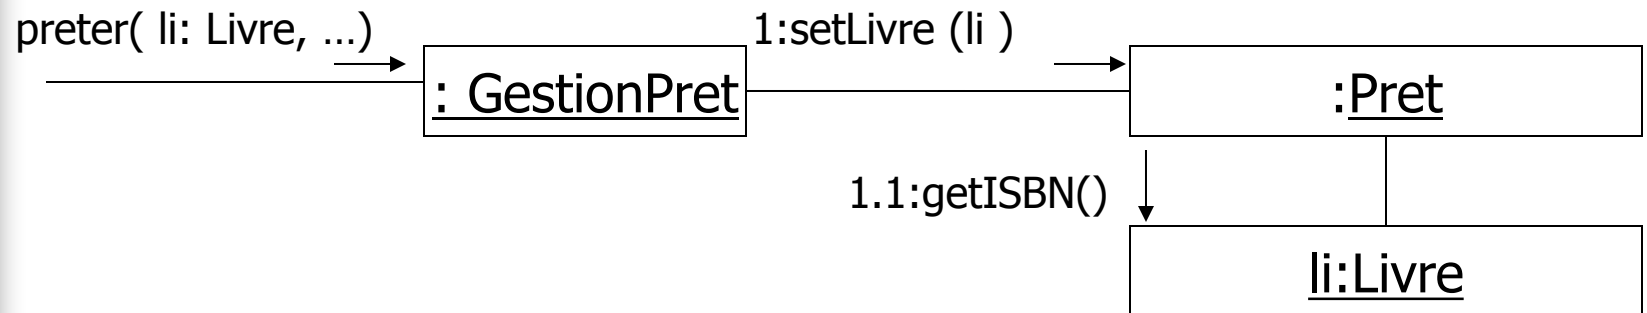 preter( li: Livre, …)
1:setLivre (li )
: GestionPret
:Pret
1.1:getISBN()
li:Livre